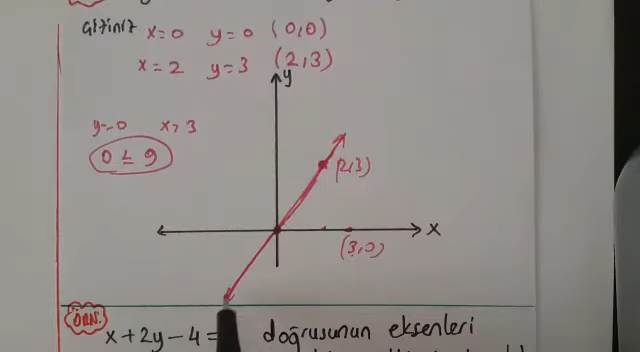 Çiziniz x=0 y=0 (0,0)
x=2 y=3 (2,3)
y
y=0 x=3
0 ≤ 9
(2,3)
x
(3,0)
ÖRN:
x+2y-4= doğrusunun eksenleri